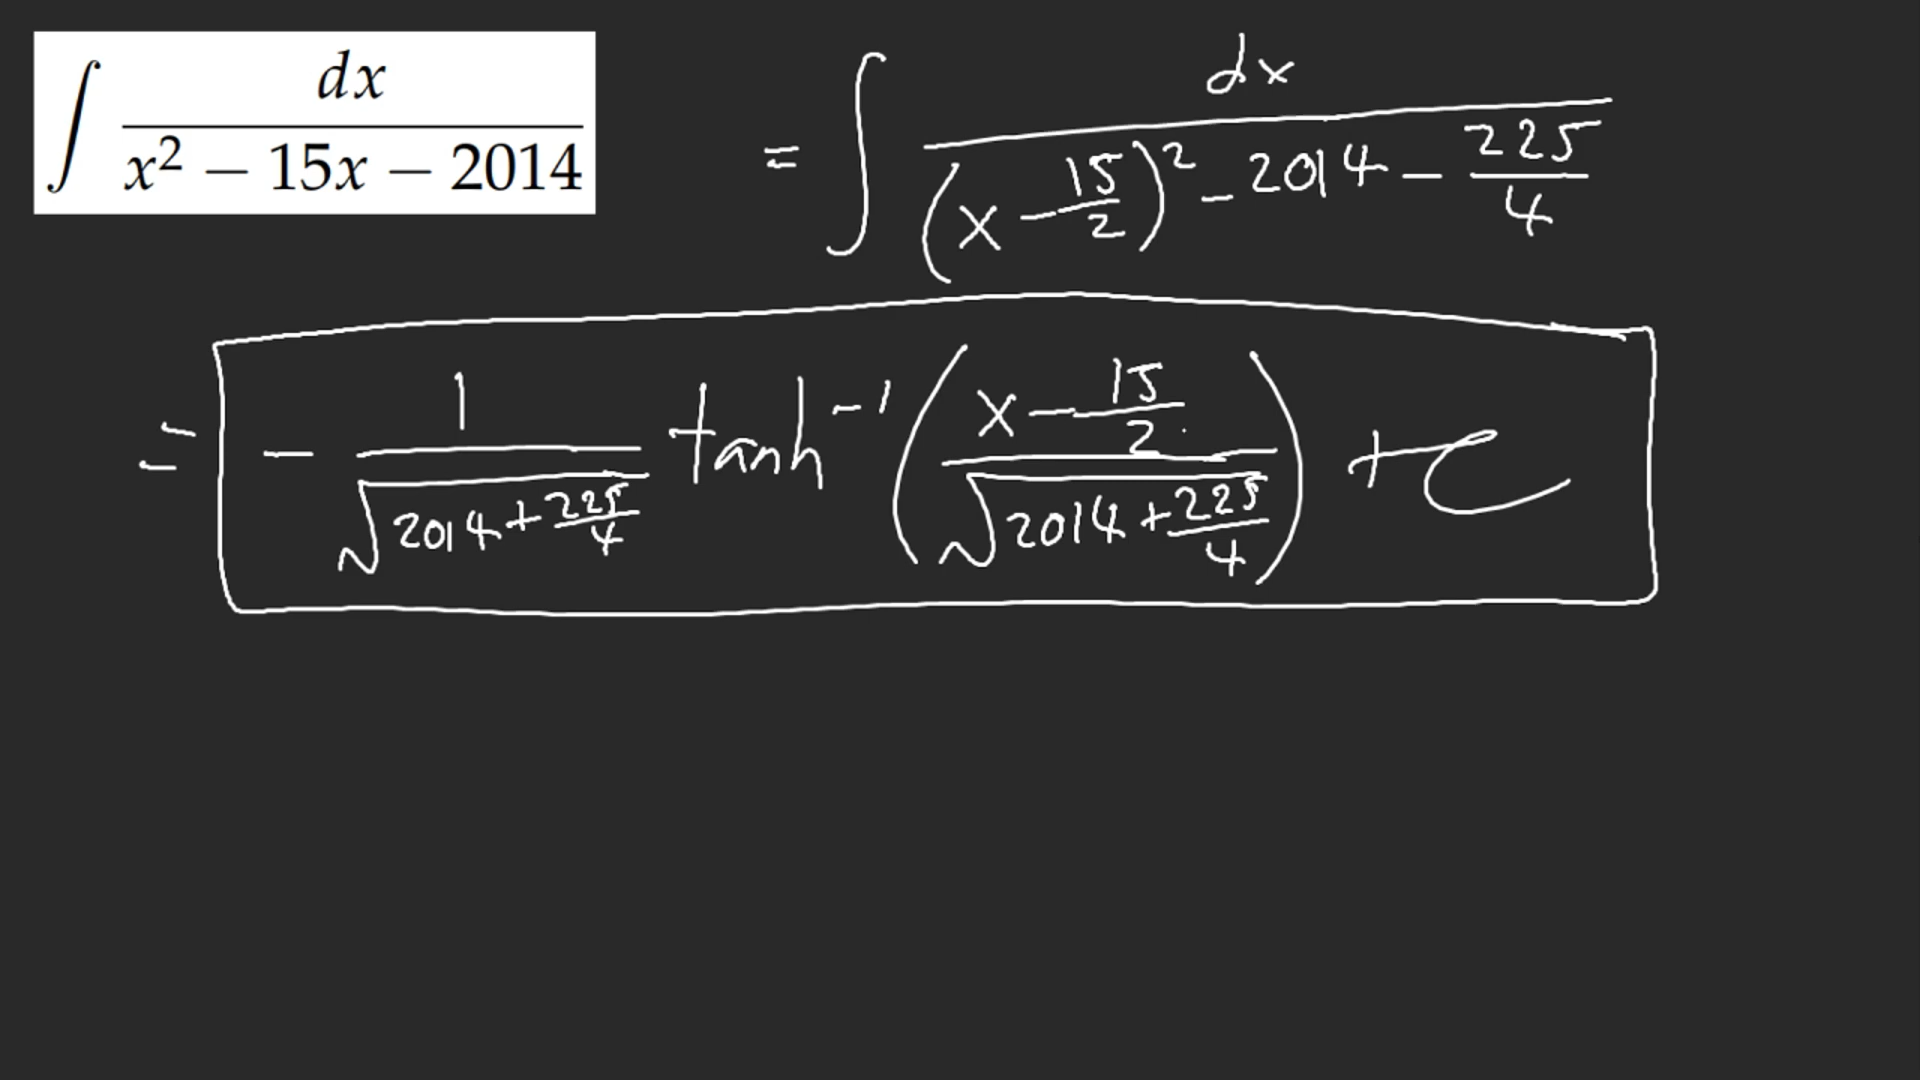 ∫ dx / (x² − 15x − 2014) = ∫ dx / ((x − 15/2)² − 2014 − 225/4)
= − 1/√(2014 + 225/4) tanh⁻¹ ((x − 15/2) / √(2014 + 225/4)) + C